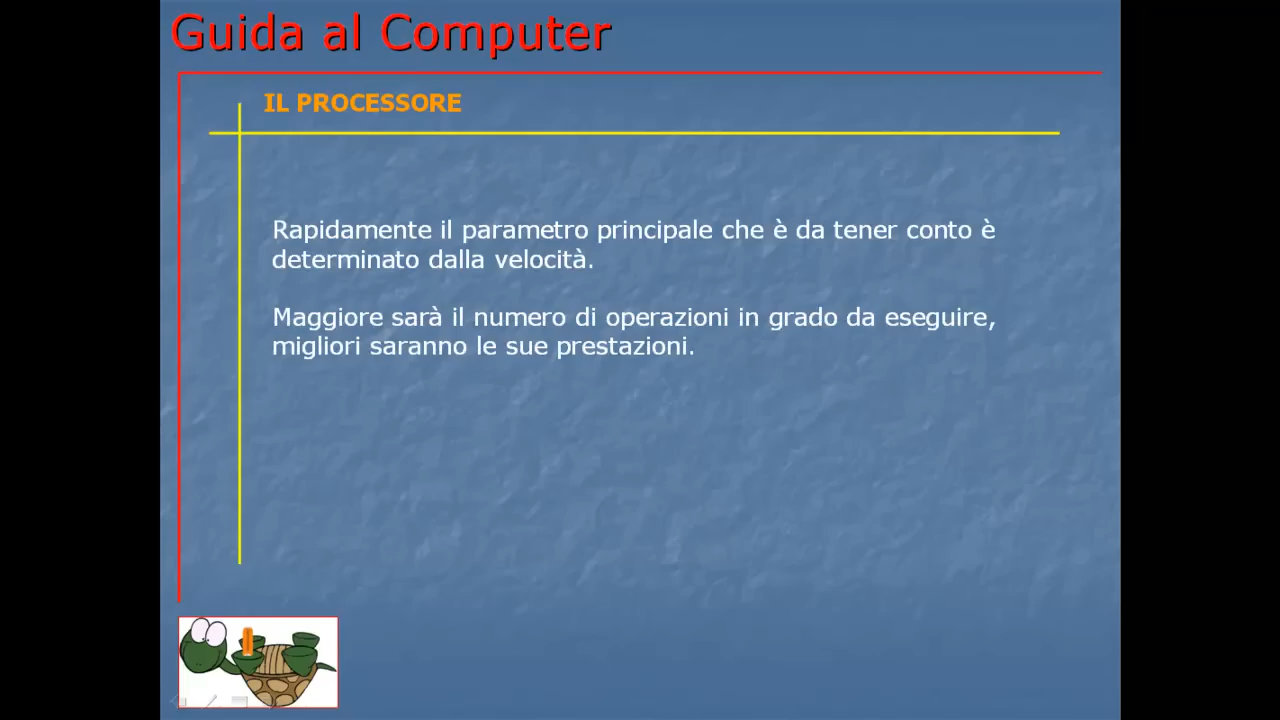 Guida al Computer
IL PROCESSORE
Rapidamente il parametro principale che è da tener conto è
determinato dalla velocità.
Maggiore sarà il numero di operazioni in grado da eseguire,
migliori saranno le sue prestazioni.